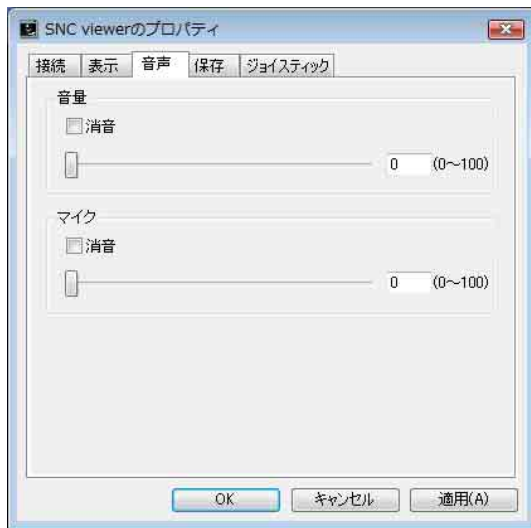 SNC viewerのプロパティ
接続 表示 音声 保存 ジョイスティック
音量
消音
0 (0～100)
マイク
消音
0 (0～100)
OK キャンセル 適用(A)